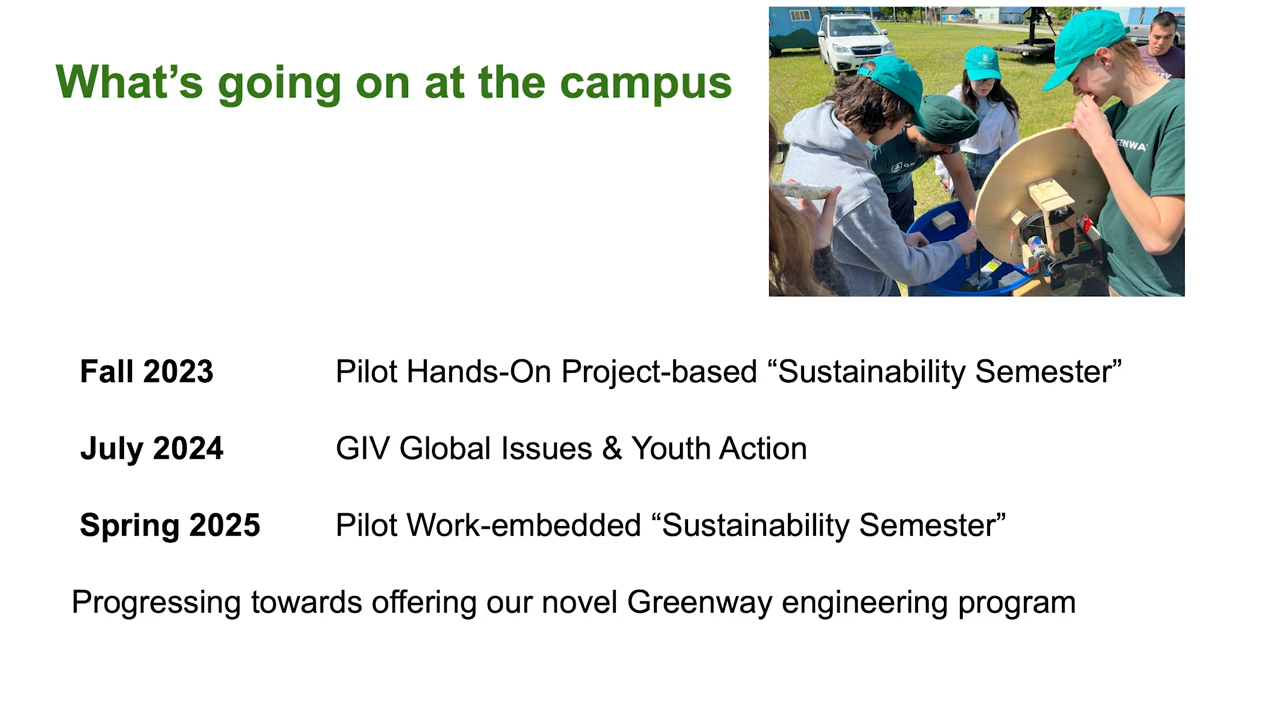 What’s going on at the campus
Fall 2023 Pilot Hands-On Project-based “Sustainability Semester”
July 2024 GIV Global Issues & Youth Action
Spring 2025 Pilot Work-embedded “Sustainability Semester”
Progressing towards offering our novel Greenway engineering program